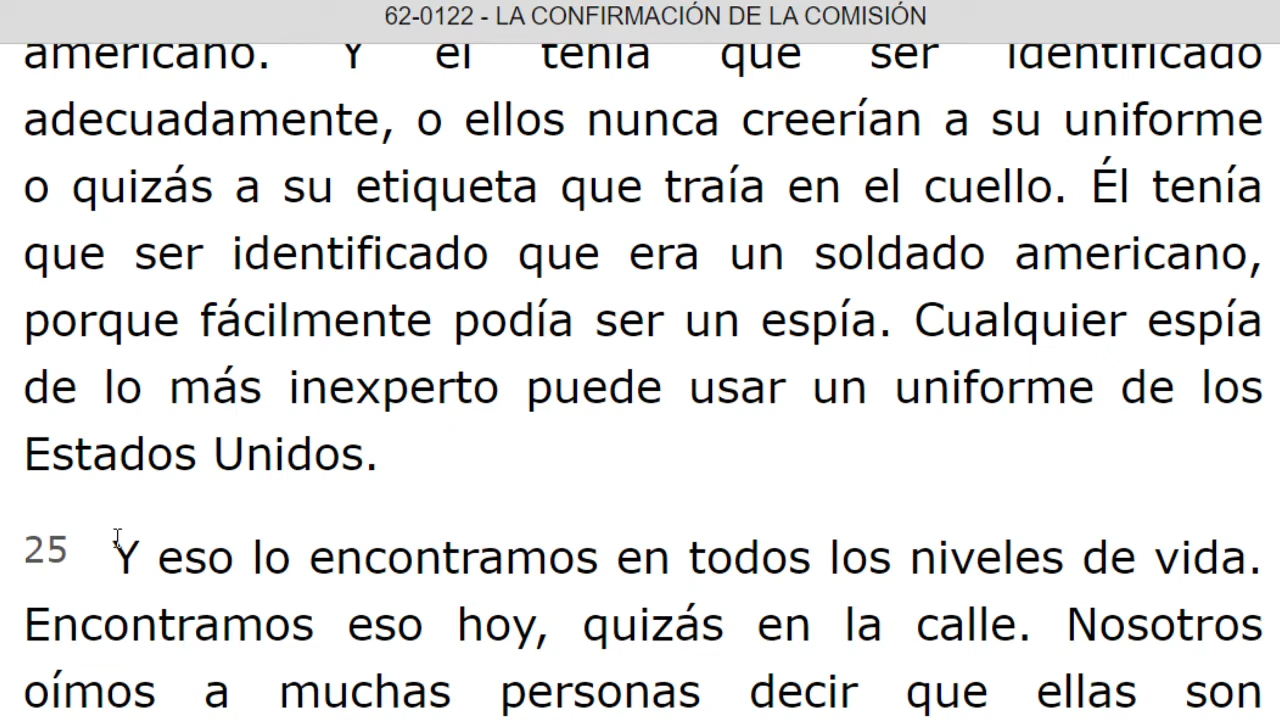 62-0122 - LA CONFIRMACIÓN DE LA COMISIÓN
americano. Y él tenía que ser identificado
adecuadamente, o ellos nunca creerían a su uniforme
o quizás a su etiqueta que traía en el cuello. Él tenía
que ser identificado que era un soldado americano,
porque fácilmente podía ser un espía. Cualquier espía
de lo más inexperto puede usar un uniforme de los
Estados Unidos.
25 Y eso lo encontramos en todos los niveles de vida.
Encontramos eso hoy, quizás en la calle. Nosotros
oímos a muchas personas decir que ellas son